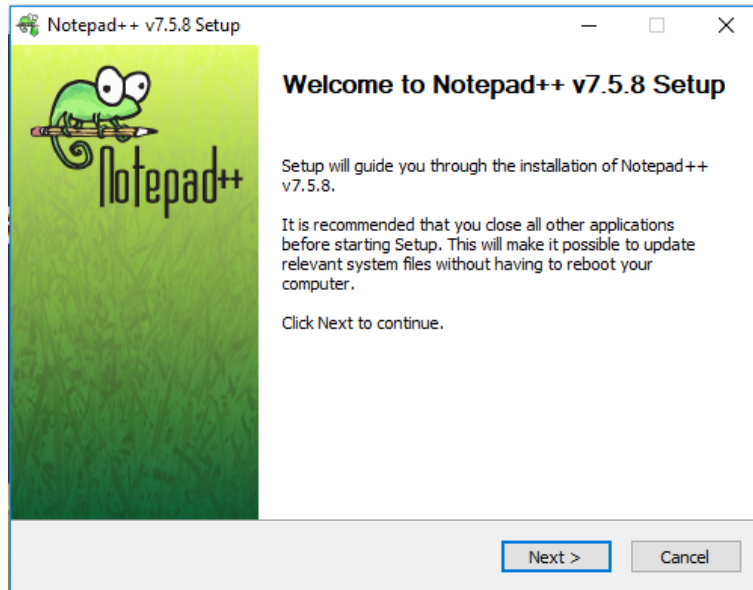 Notepad++ v7.5.8 Setup
Notepad++
Welcome to Notepad++ v7.5.8 Setup
Setup will guide you through the installation of Notepad++
v7.5.8.
It is recommended that you close all other applications
before starting Setup. This will make it possible to update
relevant system files without having to reboot your
computer.
Click Next to continue.
Next >
Cancel